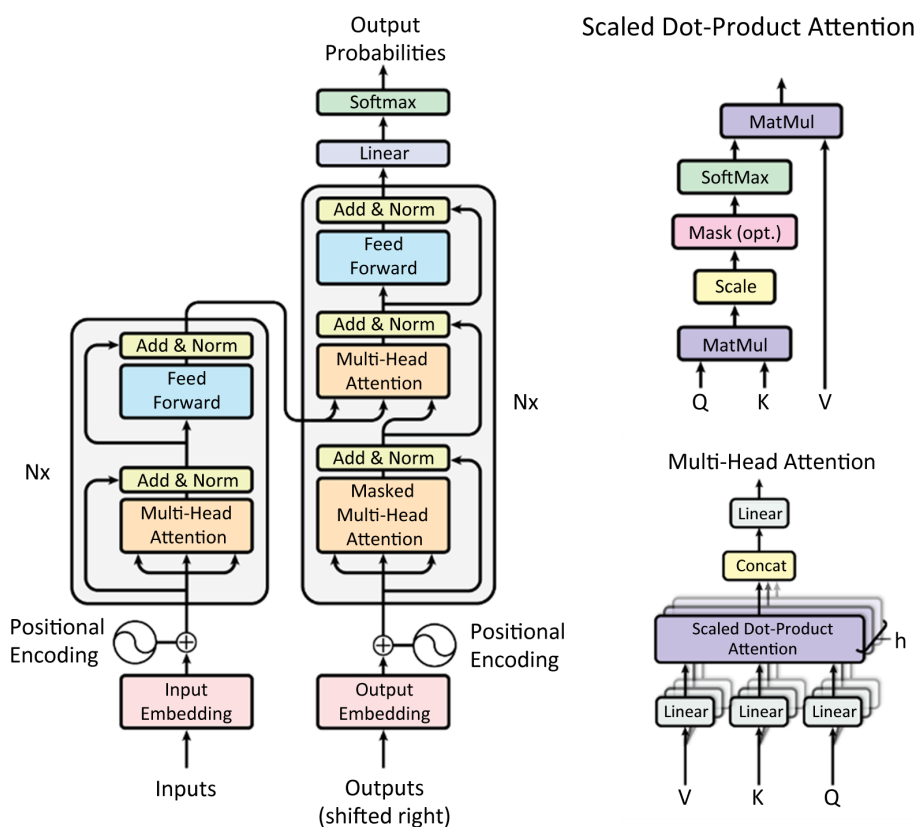 Output
Probabilities
Softmax
Linear
Add & Norm
Feed
Forward
Add & Norm
Multi-Head
Attention
Nx
Add & Norm
Masked
Multi-Head
Attention
Positional
Encoding
Output
Embedding
Outputs
(shifted right)
Add & Norm
Feed
Forward
Nx
Add & Norm
Multi-Head
Attention
Positional
Encoding
Input
Embedding
Inputs
Scaled Dot-Product Attention
MatMul
SoftMax
Mask (opt.)
Scale
MatMul
Q K V
Multi-Head Attention
Linear
Concat
Scaled Dot-Product
Attention
h
Linear Linear Linear
V K Q